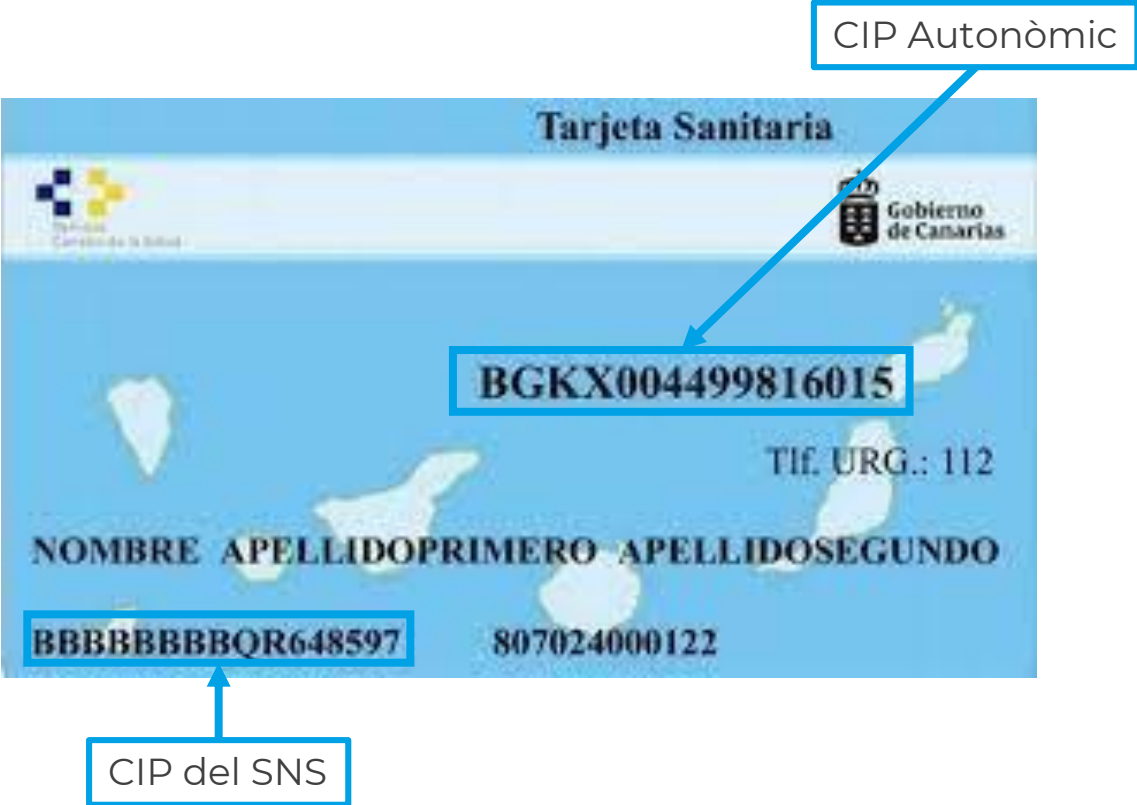 CIP Autonòmic
Tarjeta Sanitaria
Gobierno
de Canarias
BGKX004499816015
Tlf. URG.: 112
NOMBRE APELLIDOPRIMERO APELLIDOSEGUNDO
BBBBBBBBQR648597 807024000122
CIP del SNS